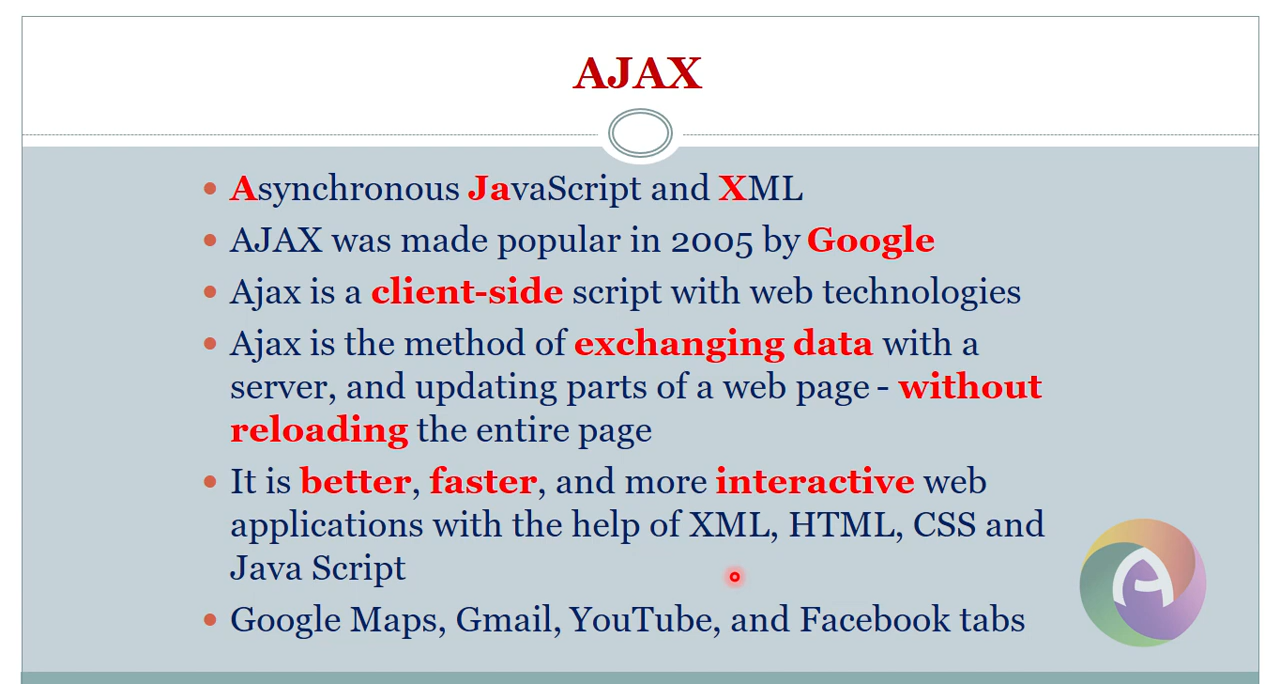 AJAX
• Asynchronous JavaScript and XML
• AJAX was made popular in 2005 by Google
• Ajax is a client-side script with web technologies
• Ajax is the method of exchanging data with a
server, and updating parts of a web page - without
reloading the entire page
• It is better, faster, and more interactive web
applications with the help of XML, HTML, CSS and
Java Script
• Google Maps, Gmail, YouTube, and Facebook tabs
A